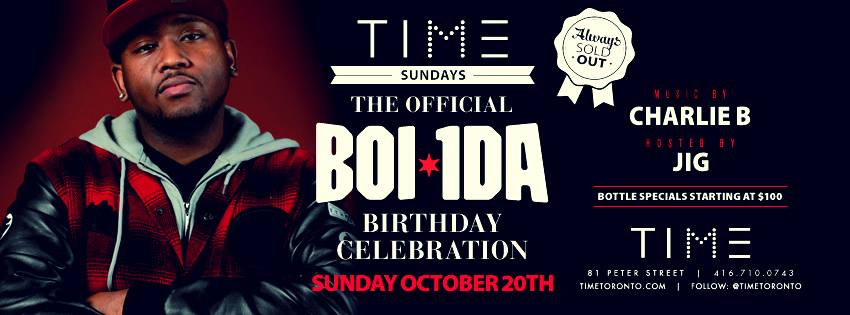 TIME
SUNDAYS
THE OFFICIAL
BOI★1DA
BIRTHDAY
CELEBRATION
SUNDAY OCTOBER 20TH
Always
SOLD
OUT
MUSIC BY
CHARLIE B
HOSTED BY
JIG
BOTTLE SPECIALS STARTING AT $100
TIME
81 PETER STREET | 416.710.0743
TIMETORONTO.COM | FOLLOW: @TIMETORONTO